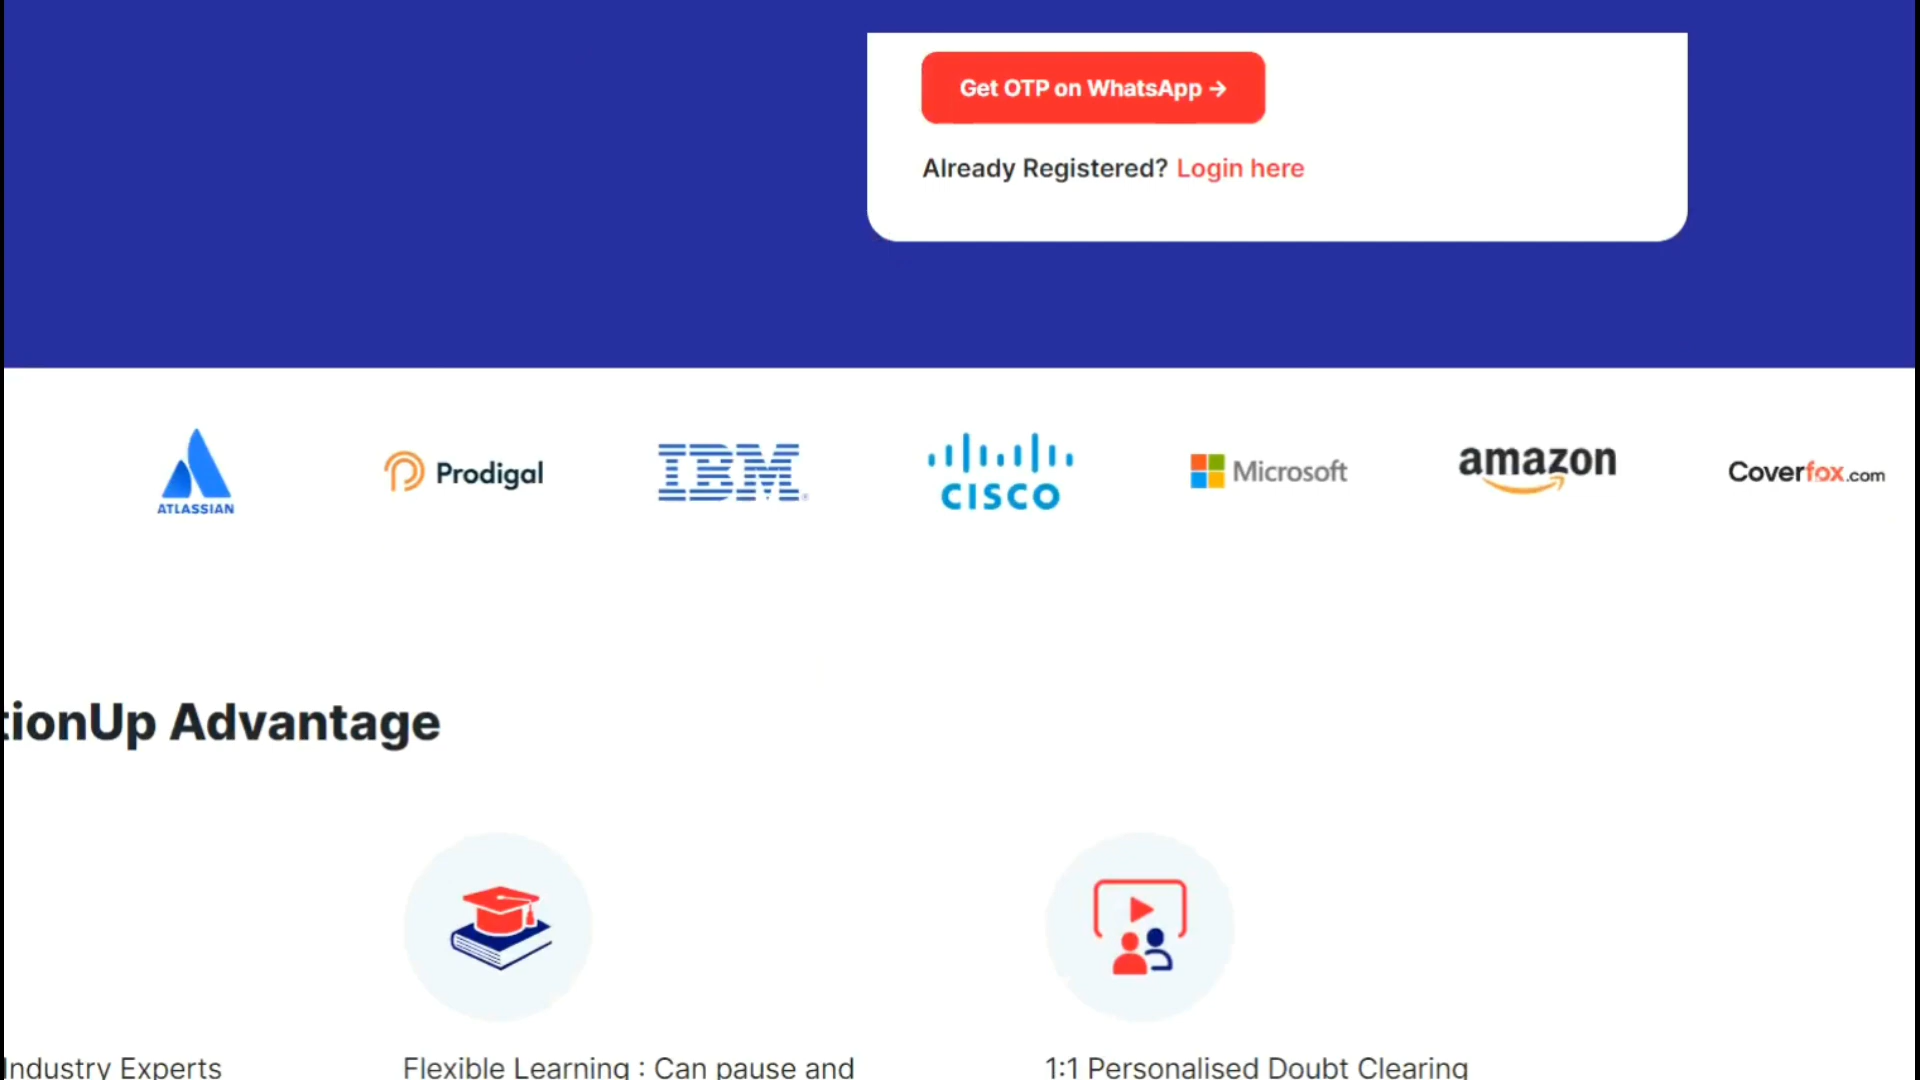 Get OTP on WhatsApp →
Already Registered? Login here
ATLASSIAN
Prodigal
IBM
CISCO
Microsoft
amazon
Coverfox.com
tionUp Advantage
Industry Experts
Flexible Learning : Can pause and
1:1 Personalised Doubt Clearing